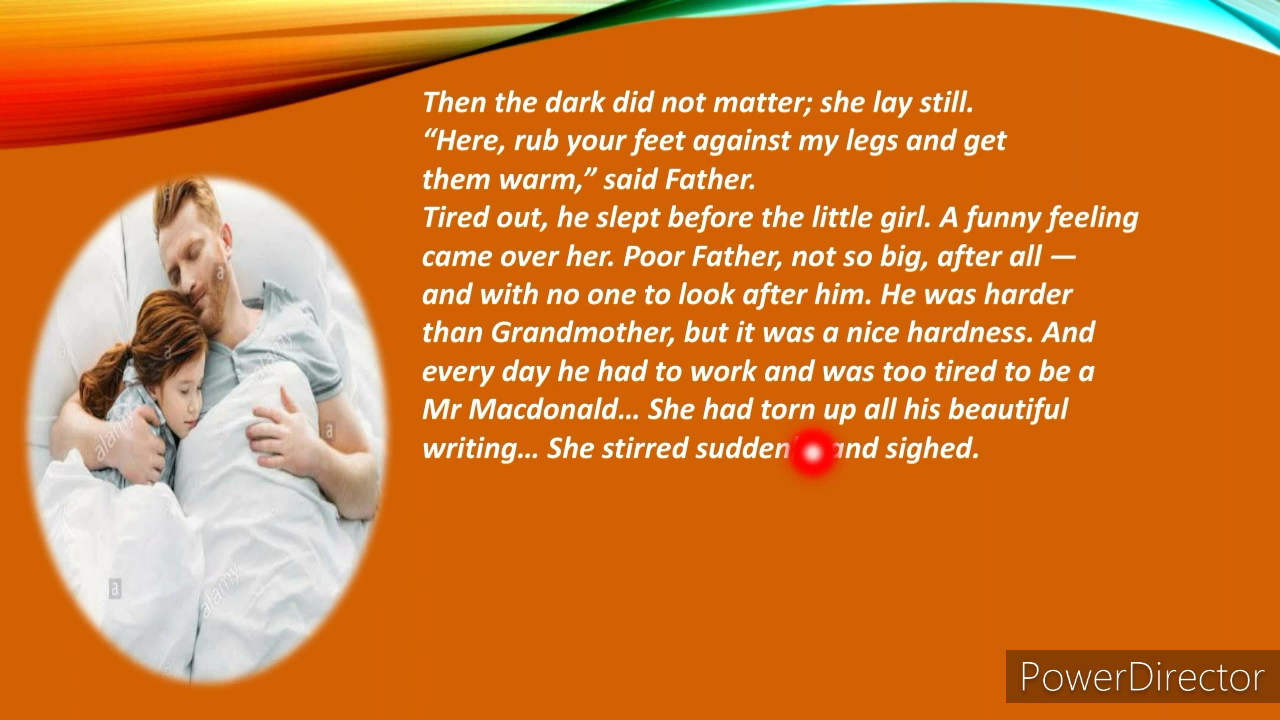 Then the dark did not matter; she lay still.
“Here, rub your feet against my legs and get
them warm,” said Father.
Tired out, he slept before the little girl. A funny feeling
came over her. Poor Father, not so big, after all —
and with no one to look after him. He was harder
than Grandmother, but it was a nice hardness. And
every day he had to work and was too tired to be a
Mr Macdonald... She had torn up all his beautiful
writing... She stirred and sighed.
alamy
alamy
alamy
a
a
a
a
PowerDirector